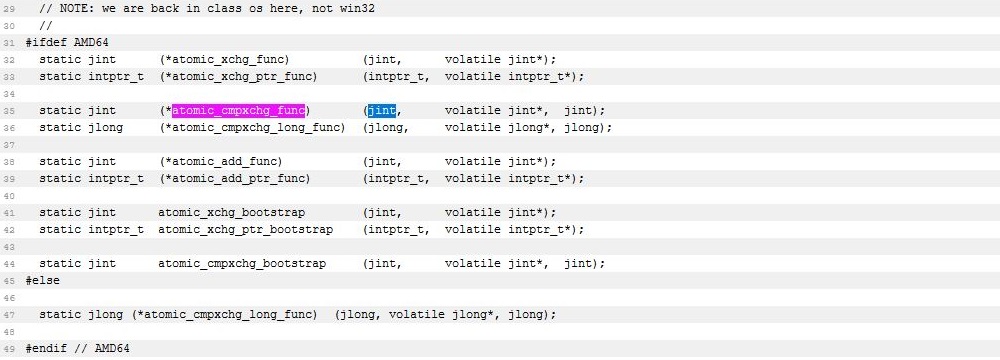 29 // NOTE: we are back in class os here, not win32
30 //
31 #ifdef AMD64
32 static jint (*atomic_xchg_func) (jint, volatile jint*);
33 static intptr_t (*atomic_xchg_ptr_func) (intptr_t, volatile intptr_t*);
34
35 static jint (*atomic_cmpxchg_func) (jint, volatile jint*, jint);
36 static jlong (*atomic_cmpxchg_long_func) (jlong, volatile jlong*, jlong);
37
38 static jint (*atomic_add_func) (jint, volatile jint*);
39 static intptr_t (*atomic_add_ptr_func) (intptr_t, volatile intptr_t*);
40
41 static jint atomic_xchg_bootstrap (jint, volatile jint*);
42 static intptr_t atomic_xchg_ptr_bootstrap (intptr_t, volatile intptr_t*);
43
44 static jint atomic_cmpxchg_bootstrap (jint, volatile jint*, jint);
45 #else
46
47 static jlong (*atomic_cmpxchg_long_func) (jlong, volatile jlong*, jlong);
48
49 #endif // AMD64